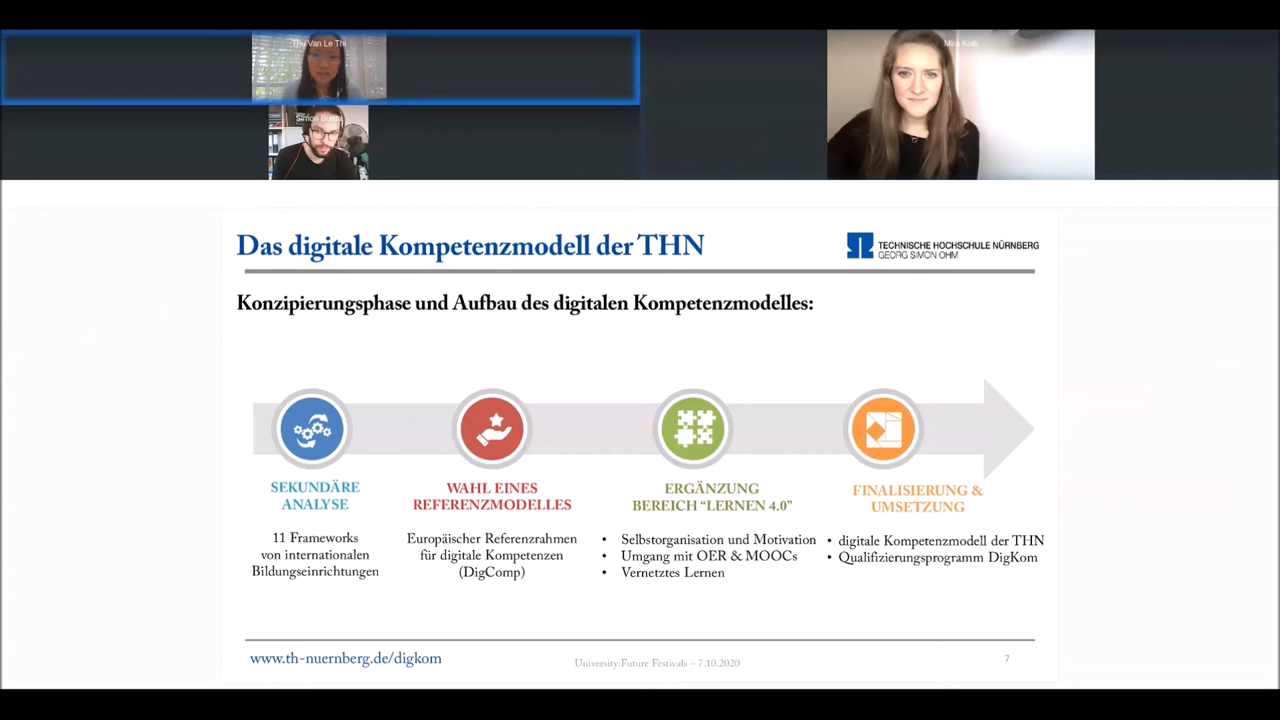 Thu Van Le Thi
Mira Kolb
Simon
Das digitale Kompetenzmodell der THN
TECHNISCHE HOCHSCHULE NÜRNBERG
GEORG SIMON OHM
Konzipierungsphase und Aufbau des digitalen Kompetenzmodelles:
SEKUNDÄRE
ANALYSE
11 Frameworks
von internationalen
Bildungseinrichtungen
WAHL EINES
REFERENZMODELLES
Europäischer Referenzrahmen
für digitale Kompetenzen
(DigComp)
ERGÄNZUNG
BEREICH “LERNEN 4.0”
• Selbstorganisation und Motivation
• Umgang mit OER & MOOCs
• Vernetztes Lernen
FINALISIERUNG &
UMSETZUNG
• digitale Kompetenzmodell der THN
• Qualifizierungsprogramm DigKom
www.th-nuernberg.de/digkom
University:Future Festivals – 7.10.2020
7